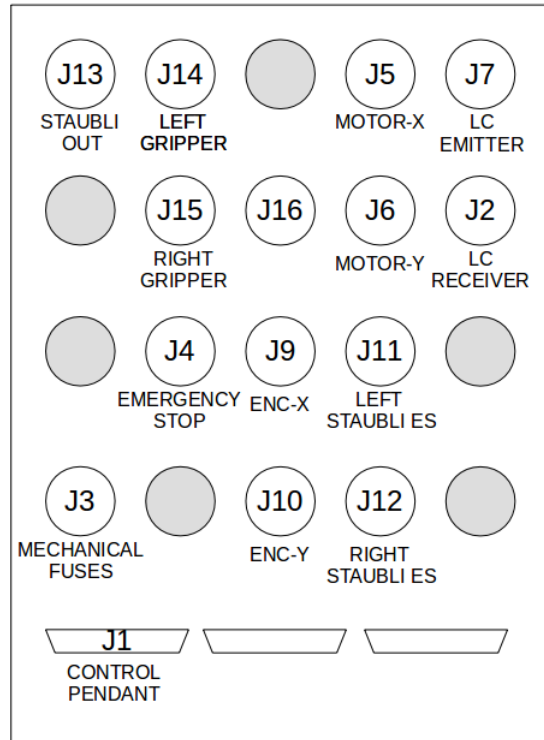 J13 J14 J5 J7
STAUBLI OUT
LEFT GRIPPER
MOTOR-X
LC EMITTER
J15 J16 J6 J2
RIGHT GRIPPER
MOTOR-Y
LC RECEIVER
J4 J9 J11
EMERGENCY STOP
ENC-X
LEFT STAUBLI ES
J3 J10 J12
MECHANICAL FUSES
ENC-Y
RIGHT STAUBLI ES
J1
CONTROL PENDANT